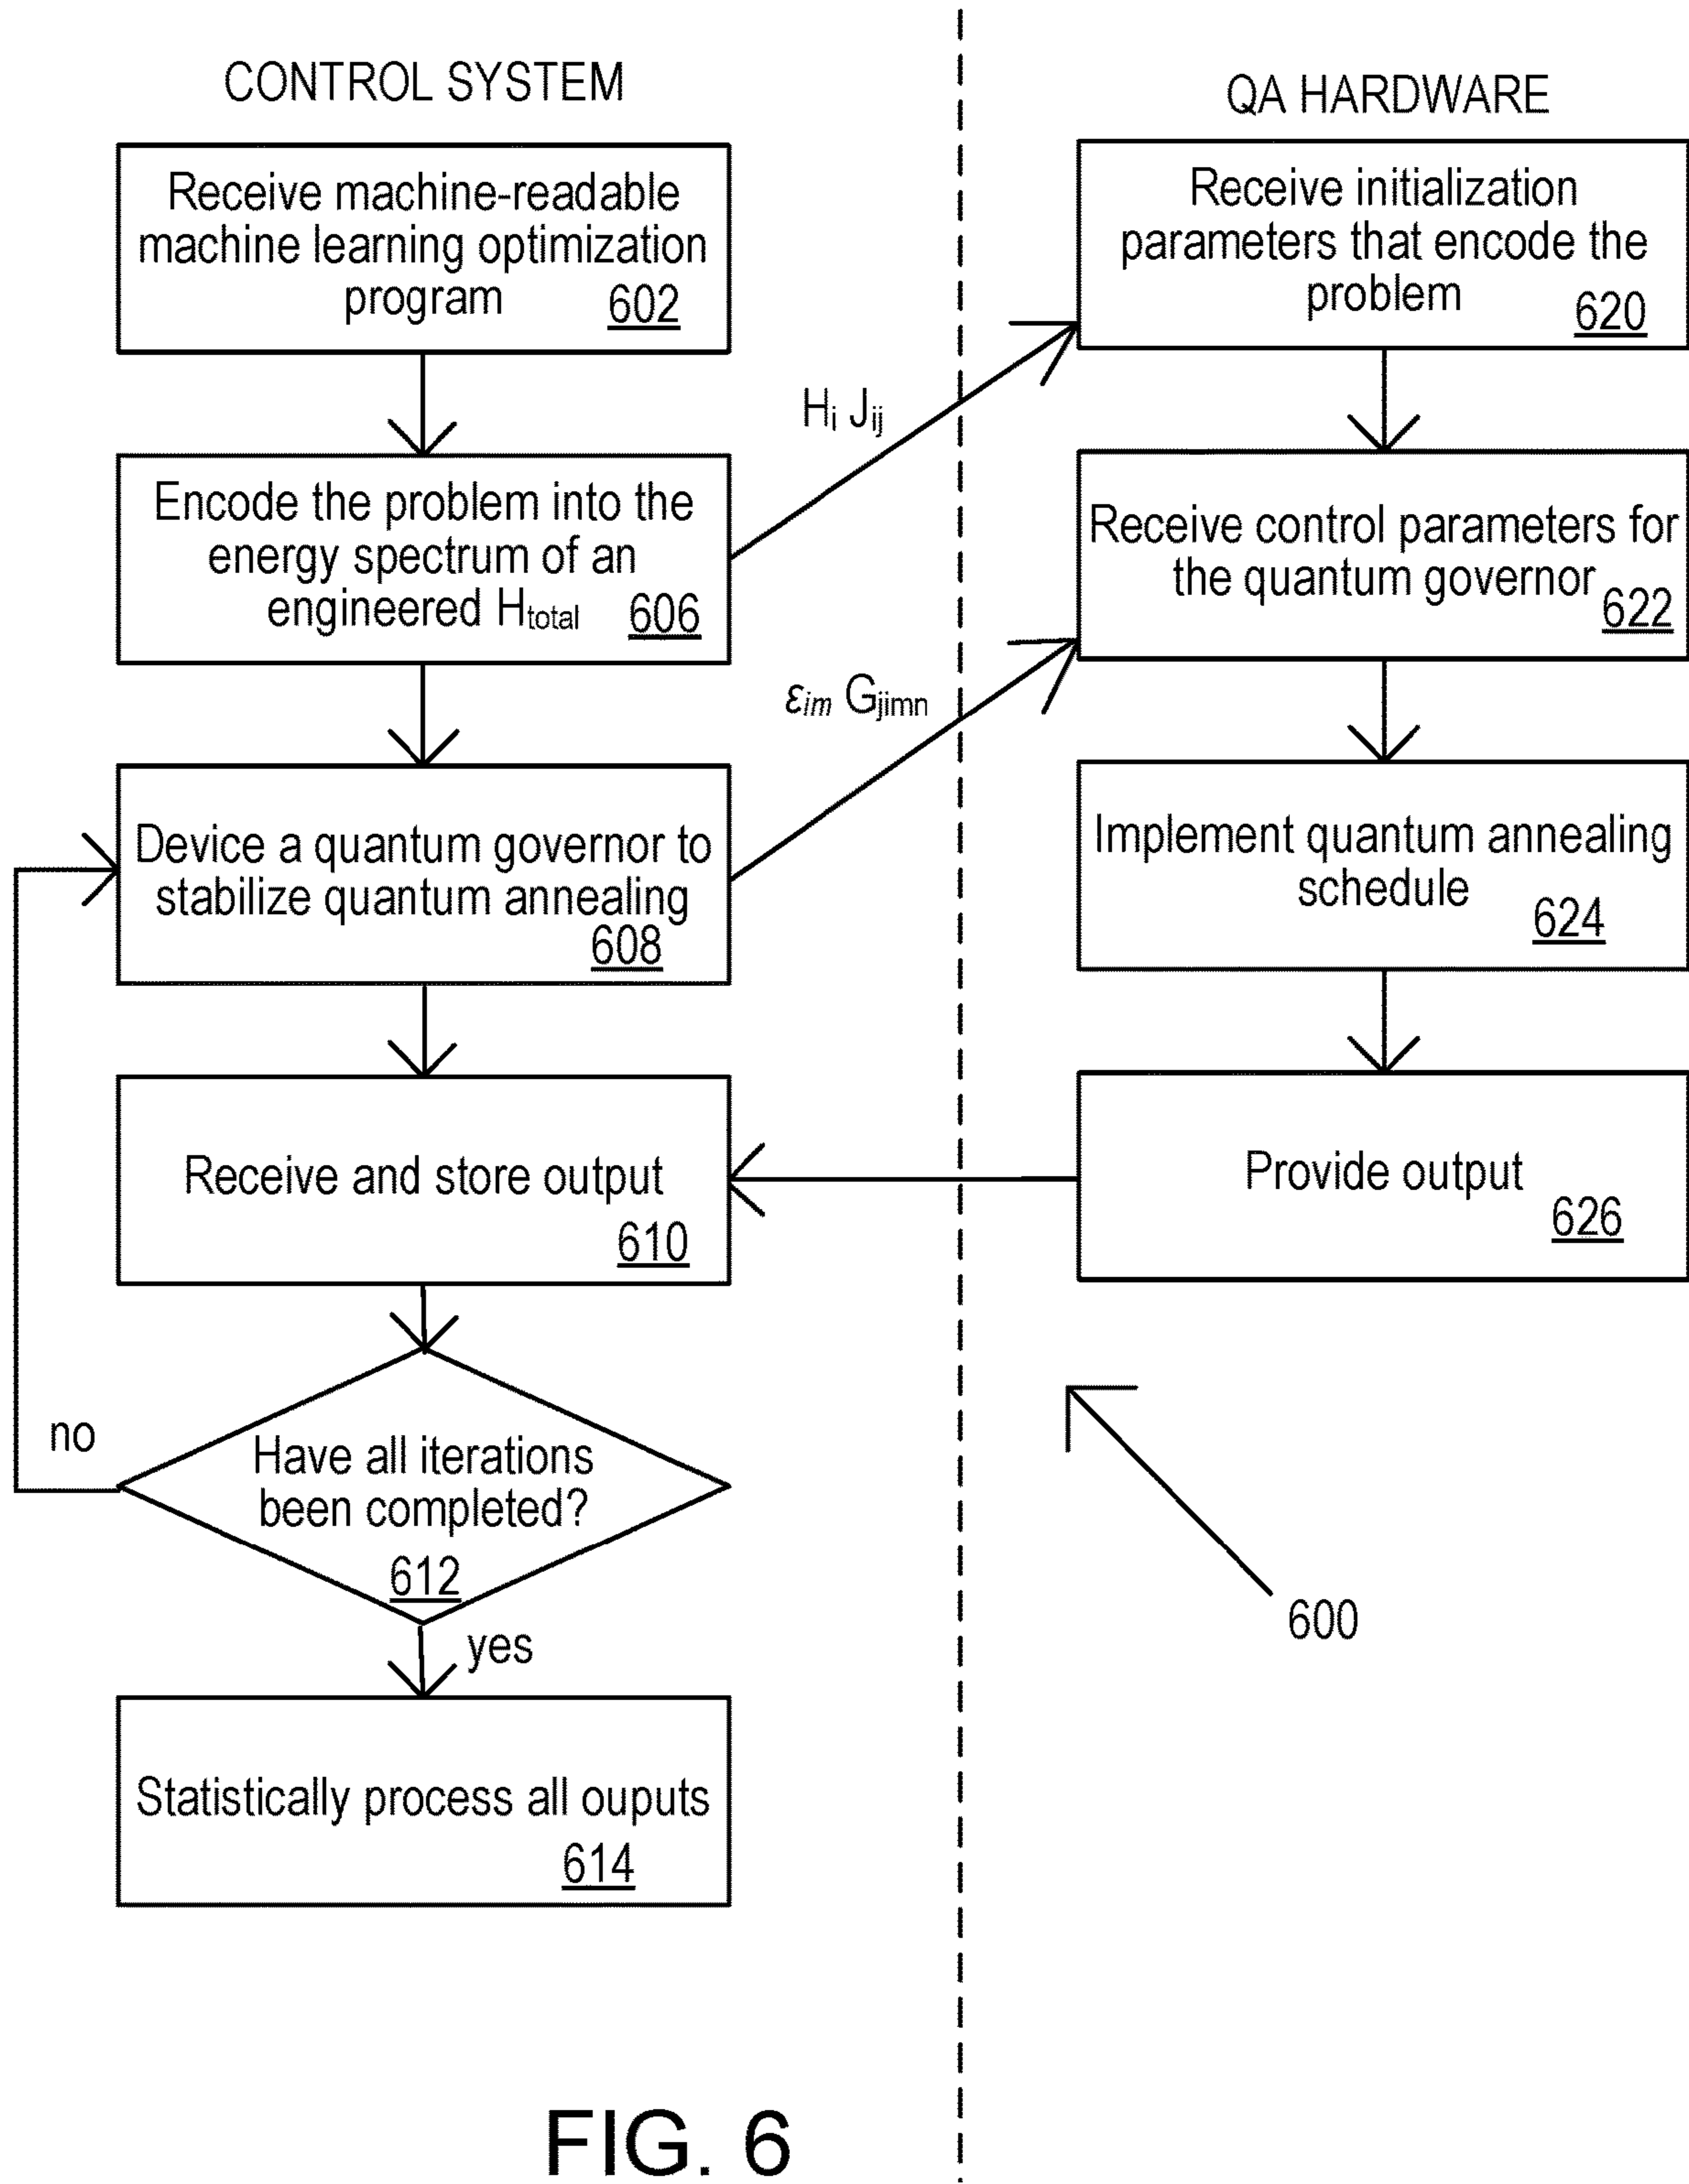 CONTROL SYSTEM
Receive machine-readable
machine learning optimization
program 602
Encode the problem into the
energy spectrum of an
engineered Htotal 606
Device a quantum governor to
stabilize quantum annealing
608
Receive and store output
610
Have all iterations
been completed?
612
no
yes
Statistically process all ouputs
614
Hi Jij
εim Gjimn
QA HARDWARE
Receive initialization
parameters that encode the
problem 620
Receive control parameters for
the quantum governor 622
Implement quantum annealing
schedule 624
Provide output
626
600
FIG. 6